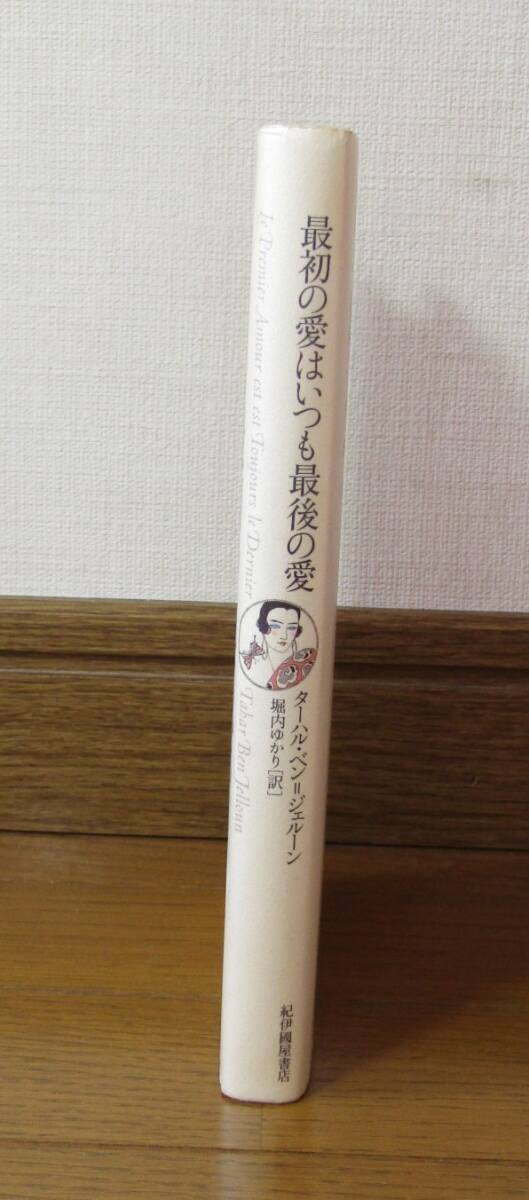 最初の愛はいつも最後の愛
ターハル・ベン=ジェルーン
堀内ゆかり[訳]
紀伊國屋書店
le Premier Amour est est Toujours le Dernier
Tahar Ben Jelloun